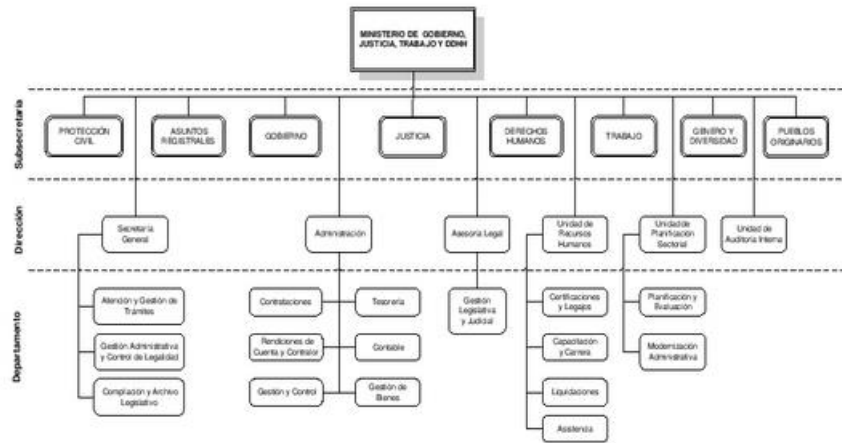 MINISTERIO DE GOBIERNO,
JUSTICIA, TRABAJO Y DDHH
Subsecretaria
PROTECCIÓN
CIVIL
ASUNTOS
REGISTRALES
GOBIERNO
JUSTICIA
DERECHOS
HUMANOS
TRABAJO
GÉNERO Y
DIVERSIDAD
PUEBLOS
ORIGINARIOS
Dirección
Secretaría
General
Administración
Asesoría Legal
Unidad de
Recursos
Humanos
Unidad de
Planificación
Sectorial
Unidad de
Auditoría Interna
Departamento
Atención y Gestión de
Trámites
Contrataciones
Tesorería
Gestión
Legislativa
y Judicial
Certificaciones
y Legajos
Planificación y
Evaluación
Gestión Administrativa
y Control de Legalidad
Rendiciones de
Cuenta y Contralor
Contable
Capacitación
y Carrera
Modernización
Administrativa
Compilación y Archivo
Legislativo
Gestión y Control
Gestión de
Bienes
Liquidaciones
Asistencia